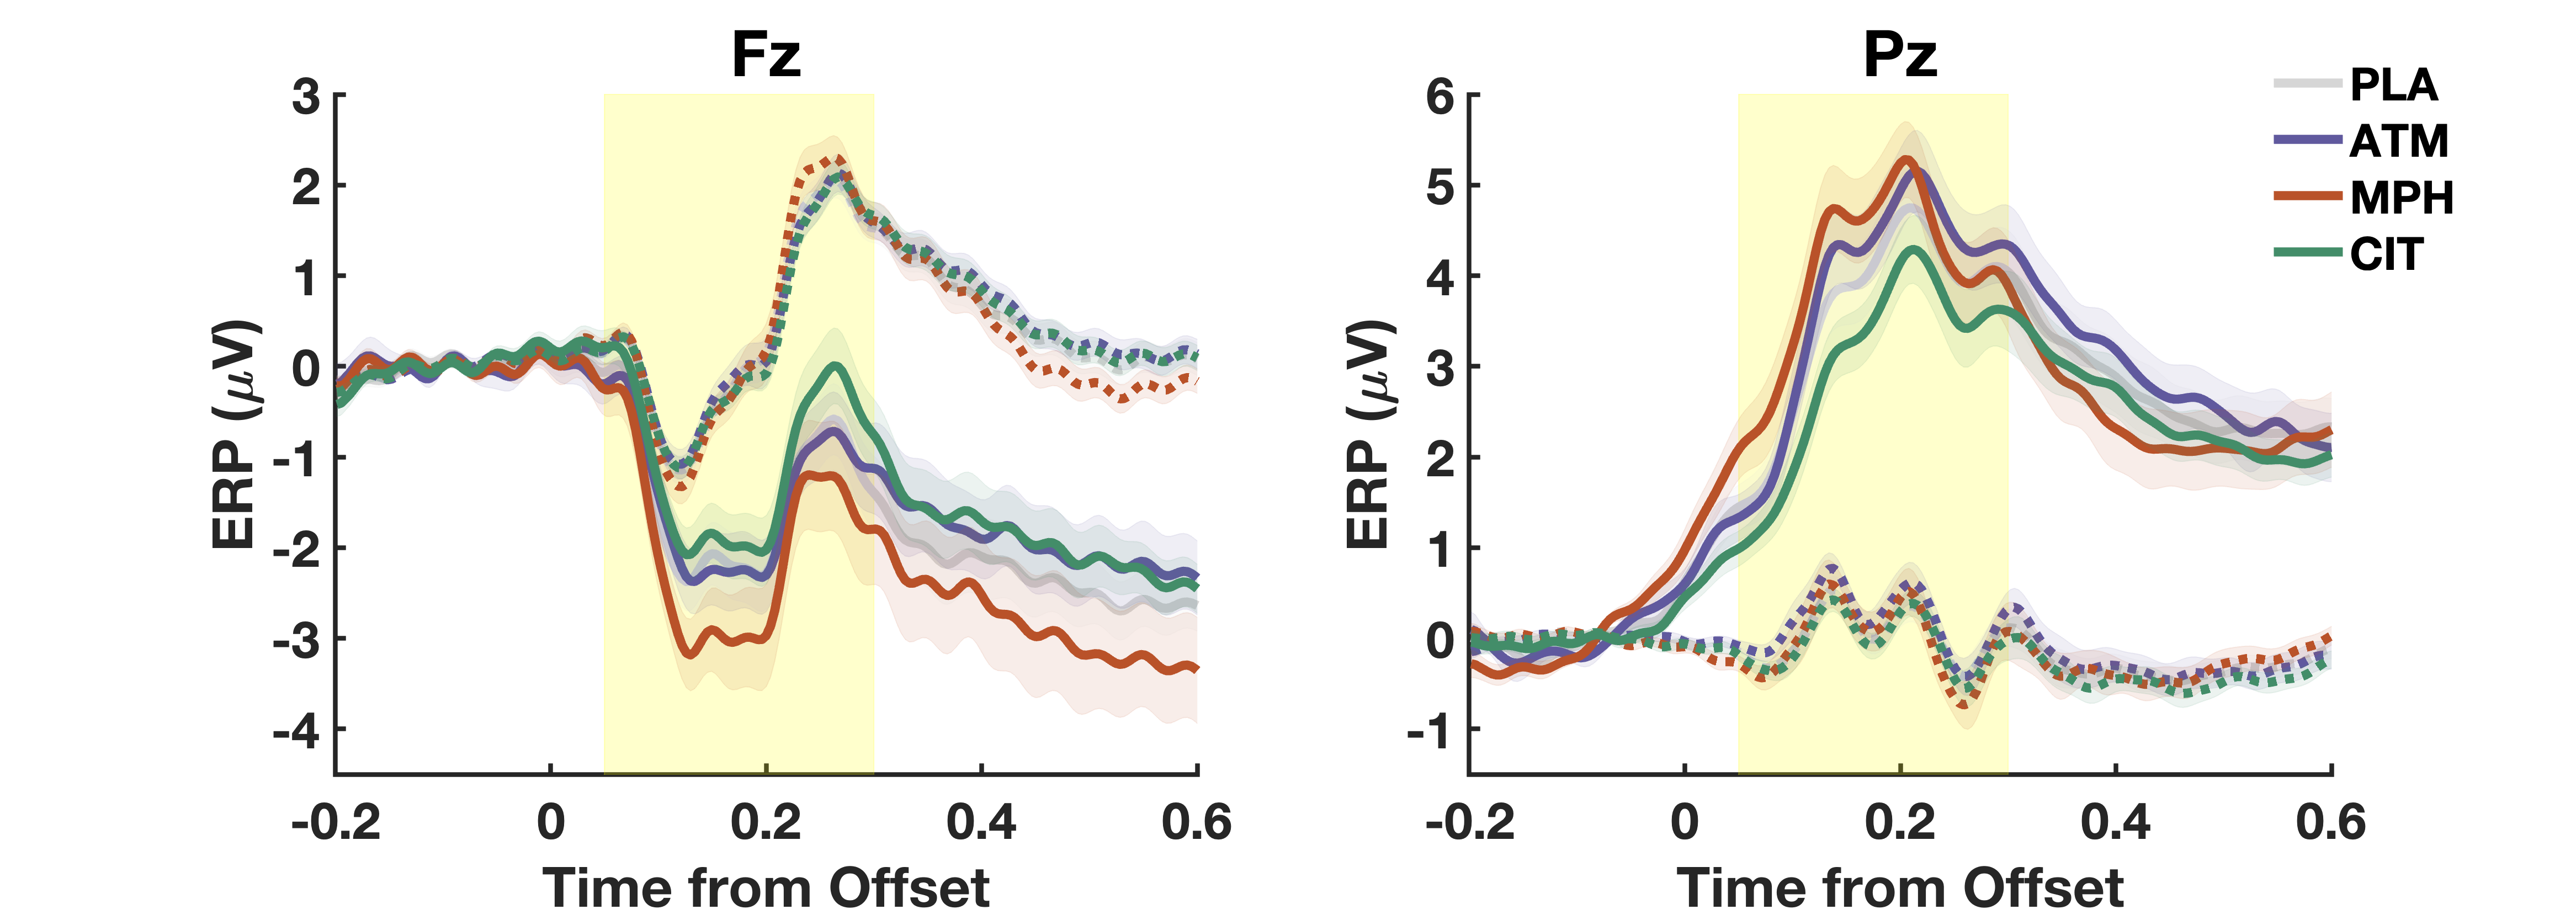 Fz
3
2
1
0
-1
-2
-3
-4
ERP (μV)
-0.2 0 0.2 0.4 0.6
Time from Offset
Pz
6
5
4
3
2
1
0
-1
ERP (μV)
-0.2 0 0.2 0.4 0.6
Time from Offset
PLA
ATM
MPH
CIT